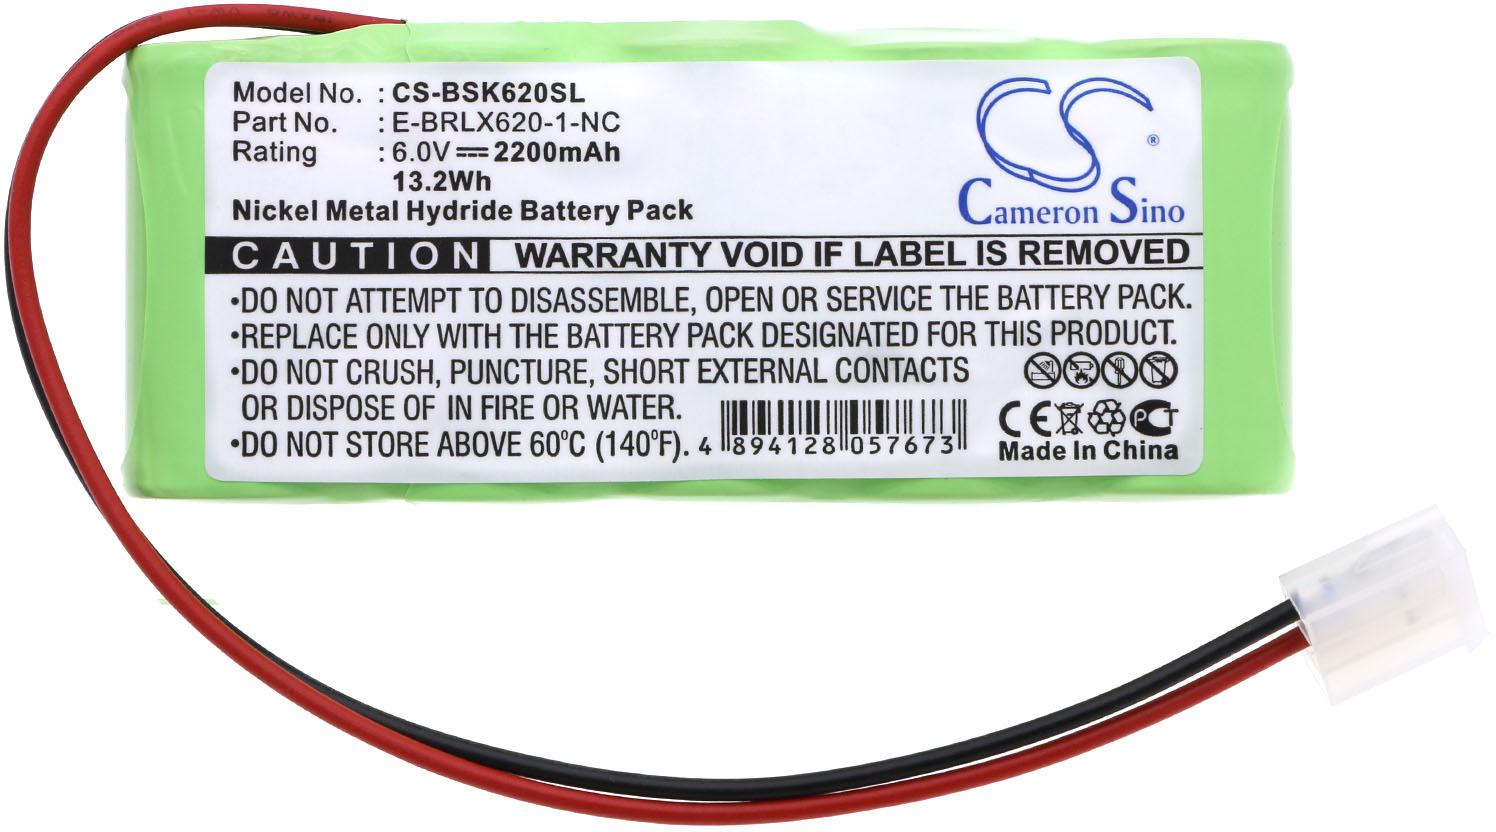 Model No. : CS-BSK620SL
Part No. : E-BRLX620-1-NC
Rating : 6.0V 2200mAh
13.2Wh
Nickel Metal Hydride Battery Pack
CS
®
Cameron Sino
CAUTION WARRANTY VOID IF LABEL IS REMOVED
•DO NOT ATTEMPT TO DISASSEMBLE, OPEN OR SERVICE THE BATTERY PACK.
•REPLACE ONLY WITH THE BATTERY PACK DESIGNATED FOR THIS PRODUCT.
•DO NOT CRUSH, PUNCTURE, SHORT EXTERNAL CONTACTS
OR DISPOSE OF IN FIRE OR WATER.
•DO NOT STORE ABOVE 60°C (140°F).
4 894128 057673
CE PCT
Made In China